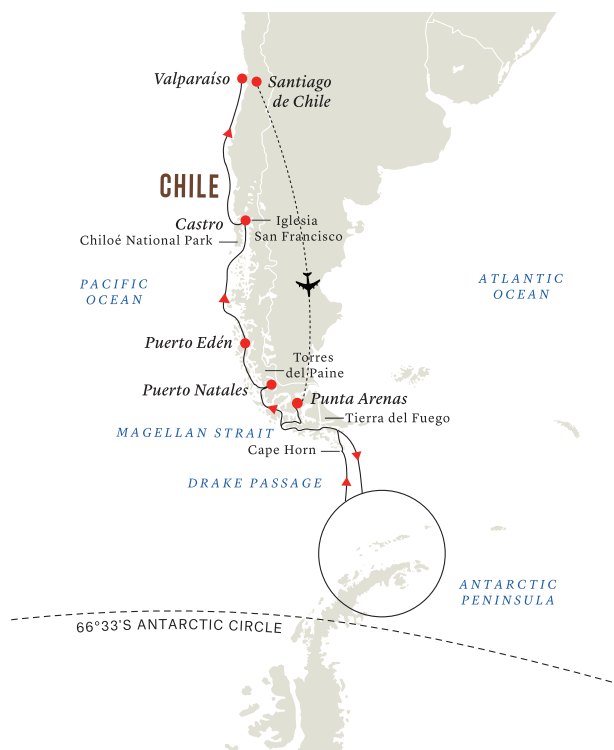 Valparaíso
Santiago
de Chile
CHILE
Castro
Iglesia
San Francisco
Chiloé National Park
PACIFIC
OCEAN
ATLANTIC
OCEAN
Puerto Edén
Torres
del Paine
Puerto Natales
Punta Arenas
Tierra del Fuego
MAGELLAN STRAIT
Cape Horn
DRAKE PASSAGE
ANTARCTIC
PENINSULA
66°33'S ANTARCTIC CIRCLE